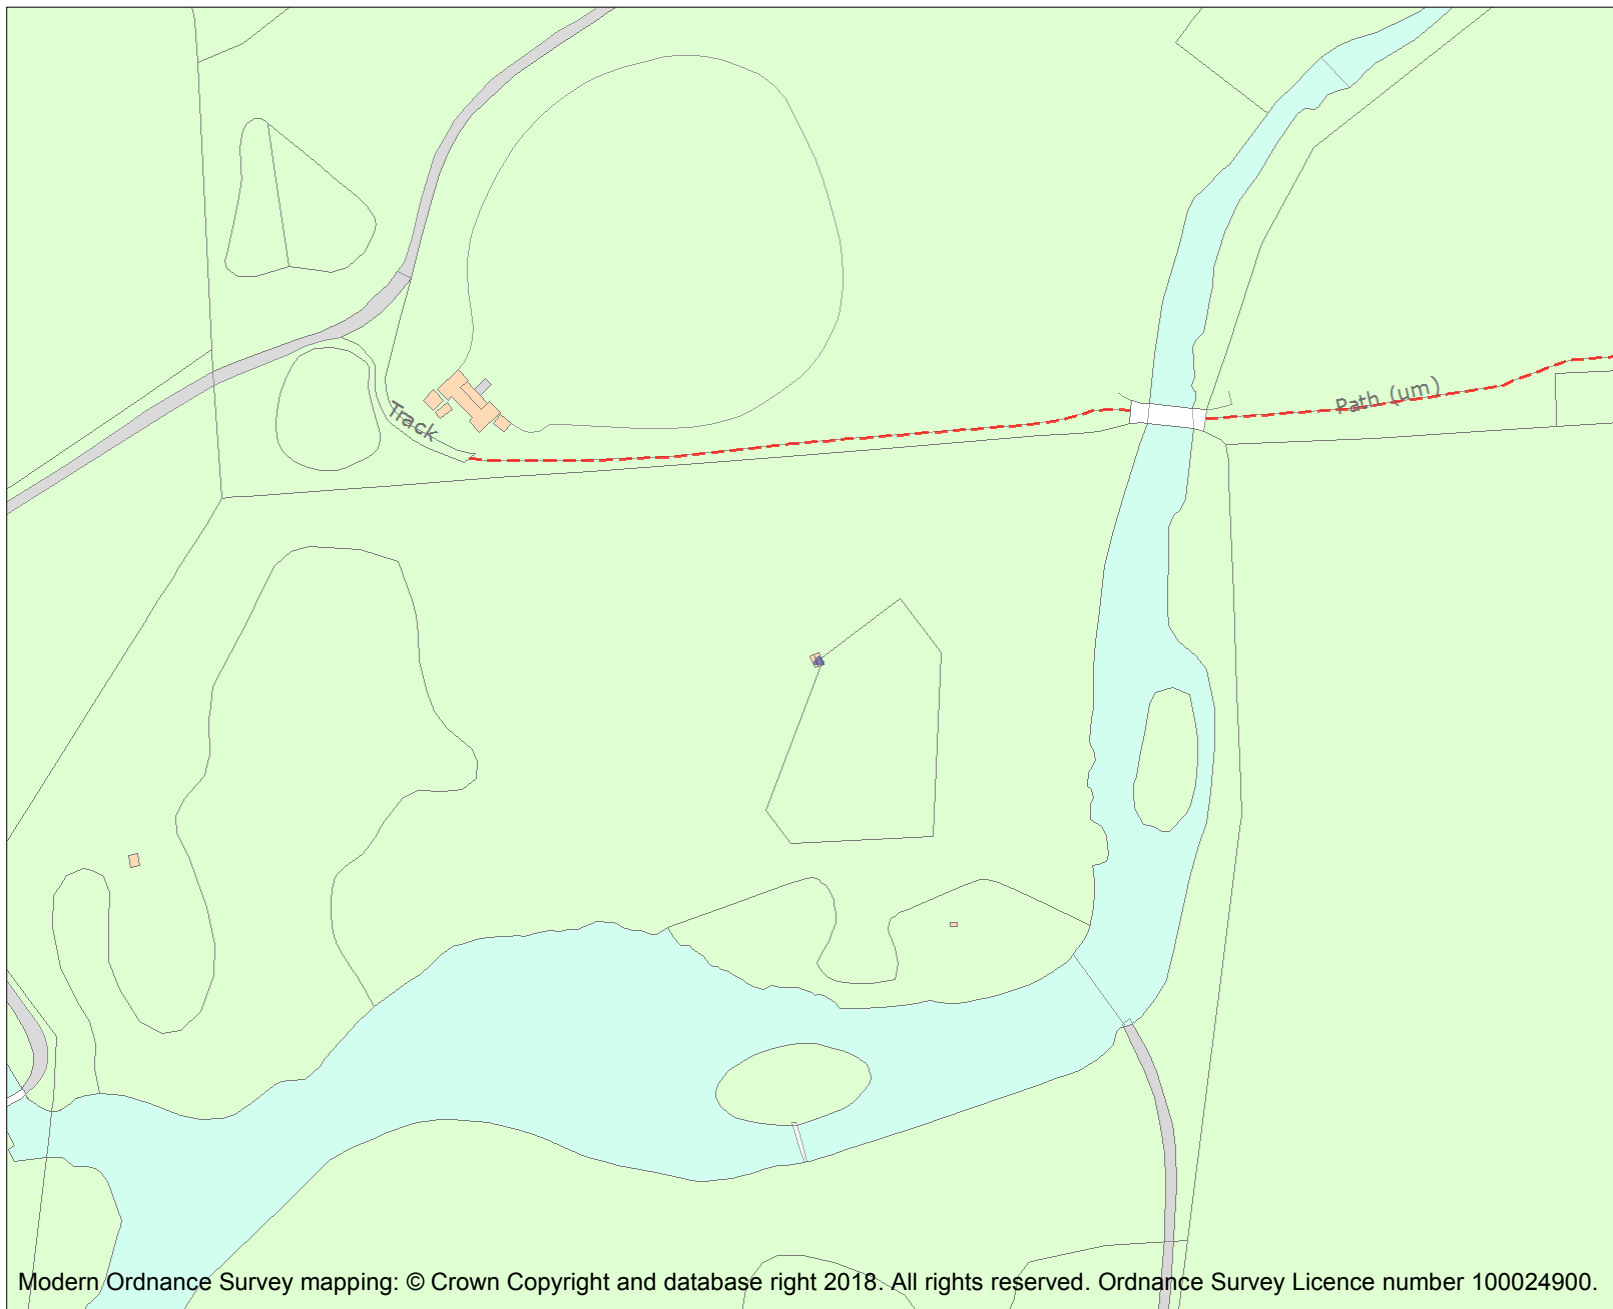 Path (um)
Track
Modern Ordnance Survey mapping: © Crown Copyright and database right 2018. All rights reserved. Ordnance Survey Licence number 100024900.